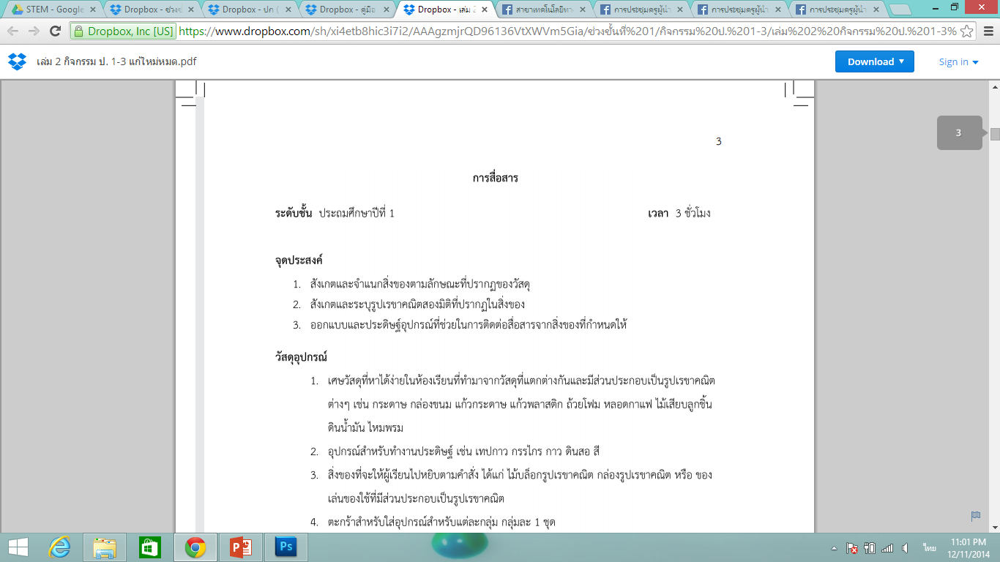 STEM - Google
Dropbox - ช่วงชั้
Dropbox - ปก (
Dropbox - คู่มือ
Dropbox - เล่ม 2
สาขาเทคโนโลยีทา
การประชุมครูผู้นำ
การประชุมครูผู้นำ
การประชุมครูผู้นำ
Dropbox, Inc [US] https://www.dropbox.com/sh/xi4etb8hic3i7i2/AAAgzmjrQD96136VtXWVm5Gia/ช่วงชั้นที่%201/กิจกรรม%20ป.%201-3/เล่ม%202%20กิจกรรม%20ป.%201-3%
เล่ม 2 กิจกรรม ป. 1-3 แก้ไขใหม่หมด.pdf
Download
Sign in
3
3
การสื่อสาร
ระดับชั้น ประถมศึกษาปีที่ 1 เวลา 3 ชั่วโมง
จุดประสงค์
1. สังเกตและจำแนกสิ่งของตามลักษณะที่ปรากฏของวัสดุ
2. สังเกตและระบุรูปเรขาคณิตสองมิติที่ปรากฏในสิ่งของ
3. ออกแบบและประดิษฐ์อุปกรณ์ที่ช่วยในการติดต่อสื่อสารจากสิ่งของที่กำหนดให้
วัสดุอุปกรณ์
1. เศษวัสดุที่หาได้ง่ายในห้องเรียนที่ทำมาจากวัสดุที่แตกต่างกันและมีส่วนประกอบเป็นรูปเรขาคณิต
ต่างๆ เช่น กระดาษ กล่องขนม แก้วกระดาษ แก้วพลาสติก ถ้วยโฟม หลอดกาแฟ ไม้เสียบลูกชิ้น
ดินน้ำมัน ไหมพรม
2. อุปกรณ์สำหรับทำงานประดิษฐ์ เช่น เทปกาว กรรไกร กาว ดินสอ สี
3. สิ่งของที่จะให้ผู้เรียนไปหยิบตามคำสั่ง ได้แก่ ไม้บล็อกรูปเรขาคณิต กล่องรูปเรขาคณิต หรือ ของ
เล่นของใช้ที่มีส่วนประกอบเป็นรูปเรขาคณิต
4. ตะกร้าสำหรับใส่อุปกรณ์สำหรับแต่ละกลุ่ม กลุ่มละ 1 ชุด
Ps
ไทย
11:01 PM
12/11/2014